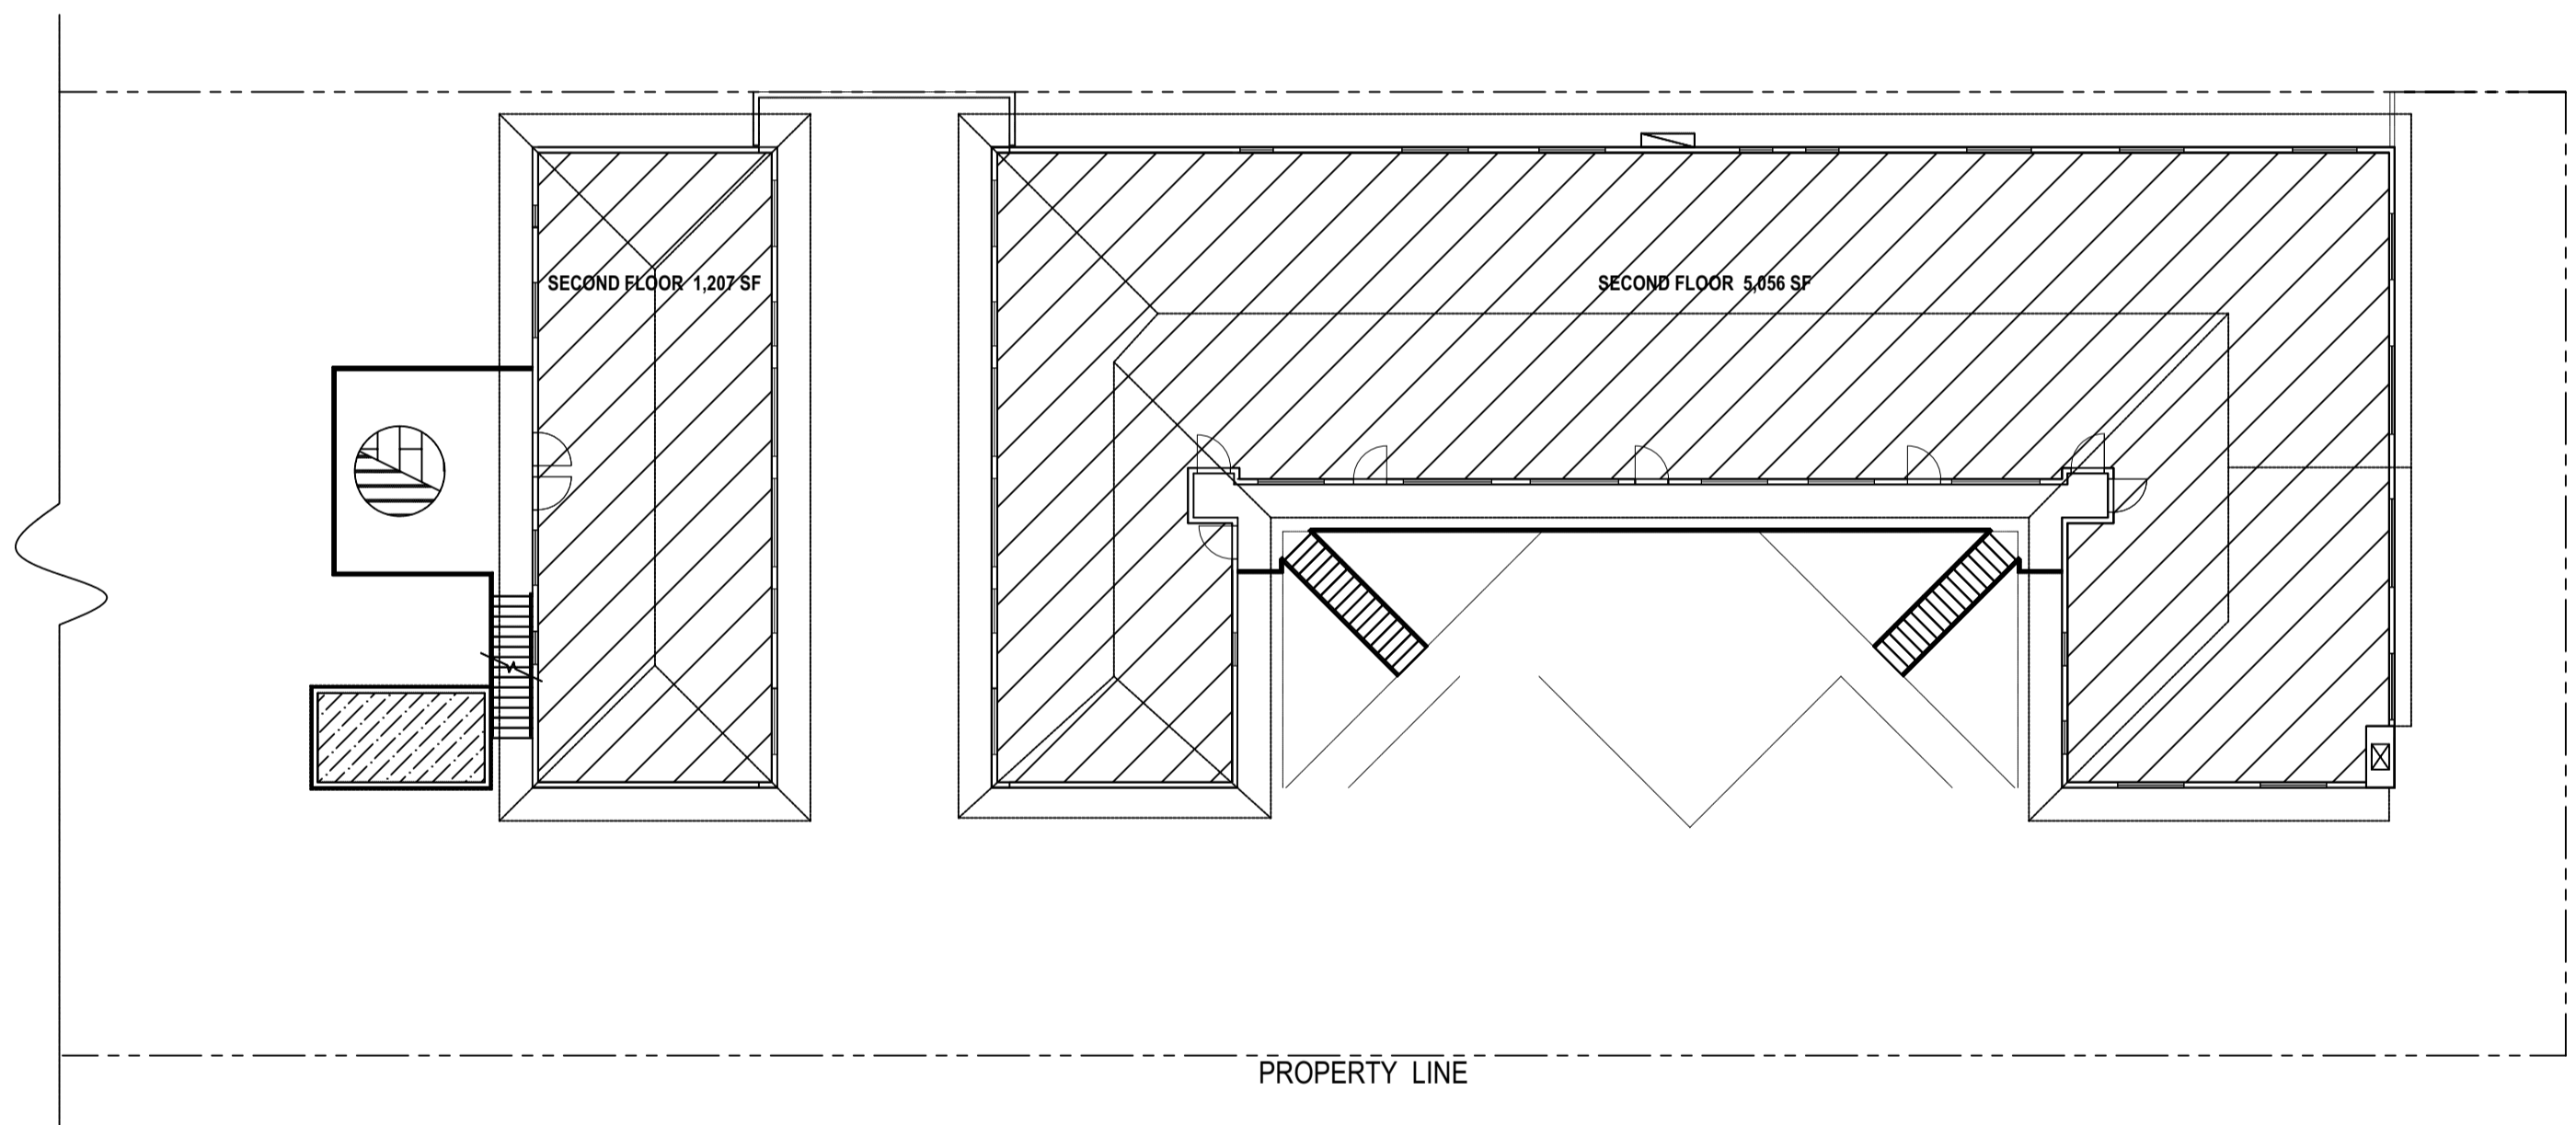 SECOND FLOOR 1,207 SF
SECOND FLOOR 5,056 SF
PROPERTY LINE